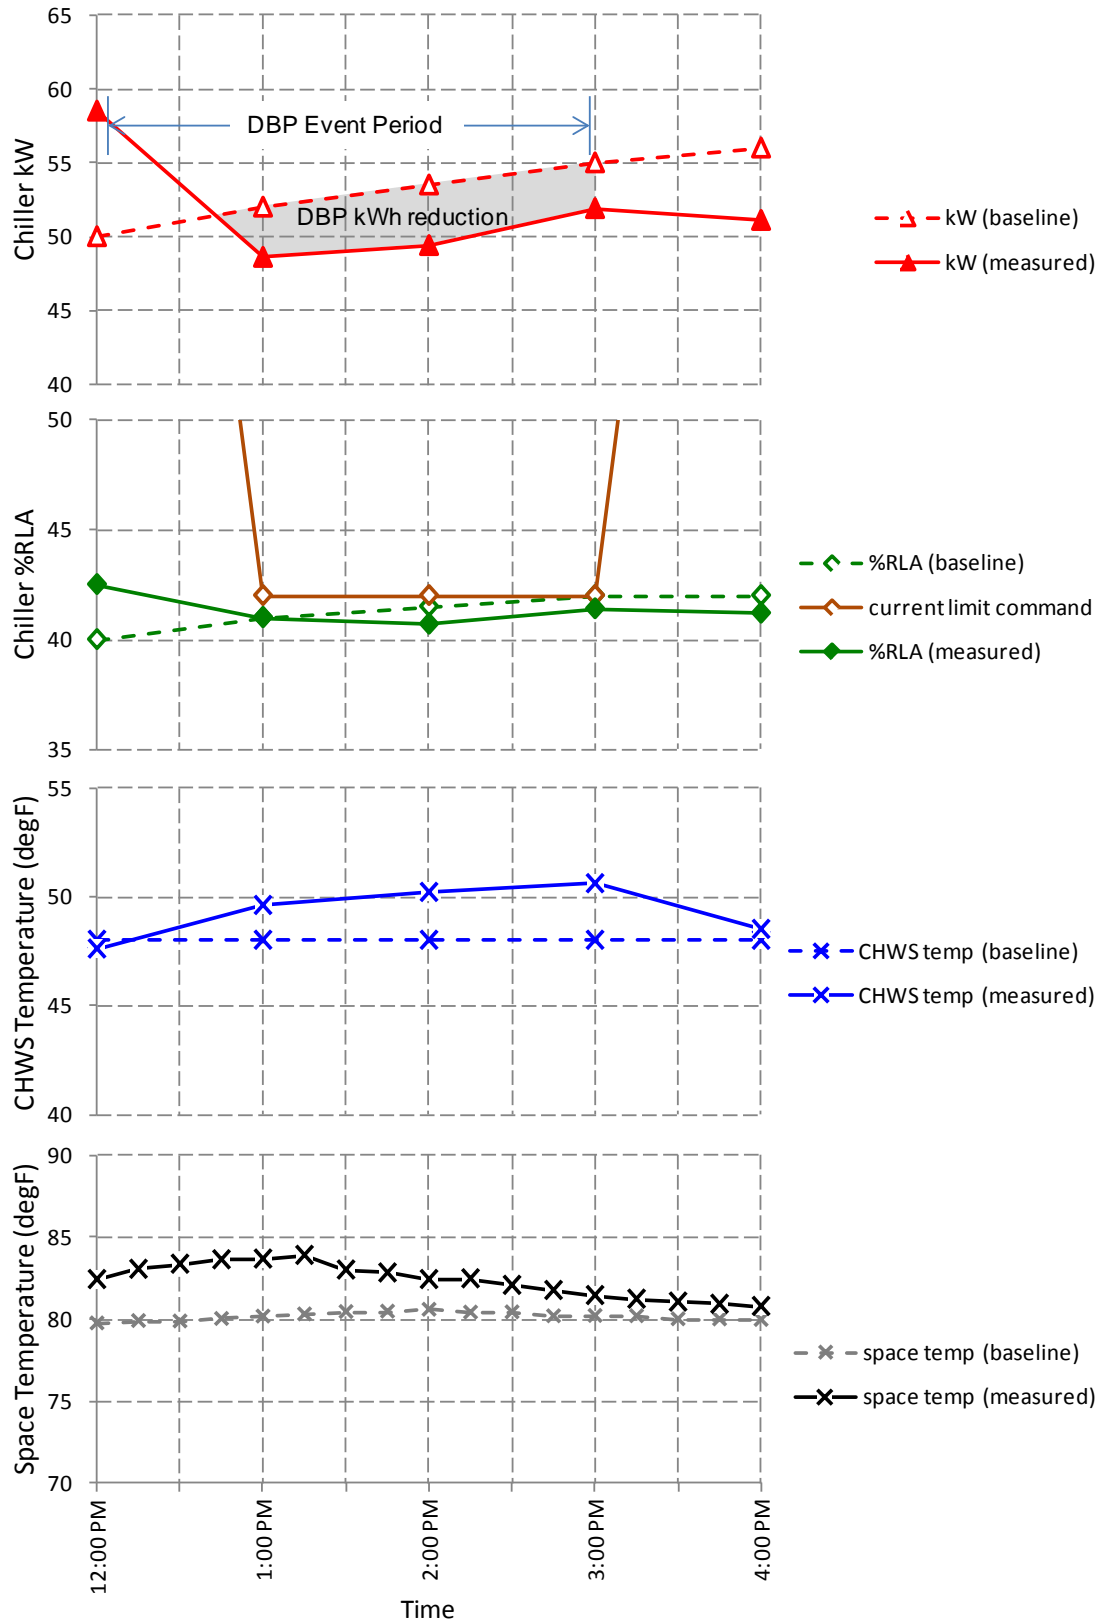 65
60
55
50
45
40
Chiller kW
DBP Event Period
DBP kWh reduction
kW (baseline)
kW (measured)
50
45
40
35
Chiller %RLA
%RLA (baseline)
current limit command
%RLA (measured)
55
50
45
40
CHWS Temperature (degF)
CHWS temp (baseline)
CHWS temp (measured)
90
85
80
75
70
Space Temperature (degF)
space temp (baseline)
space temp (measured)
12:00 PM
1:00 PM
2:00 PM
3:00 PM
4:00 PM
Time